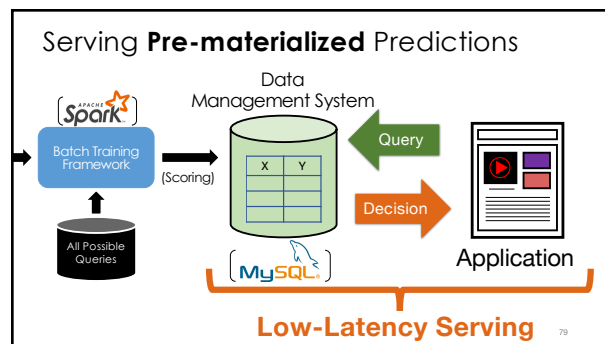 Serving Pre-materialized Predictions
Data
Management System
APACHE
Spark
Batch Training
Framework
(Scoring)
X Y
Query
Decision
All Possible
Queries
MySQL
Application
Low-Latency Serving
79